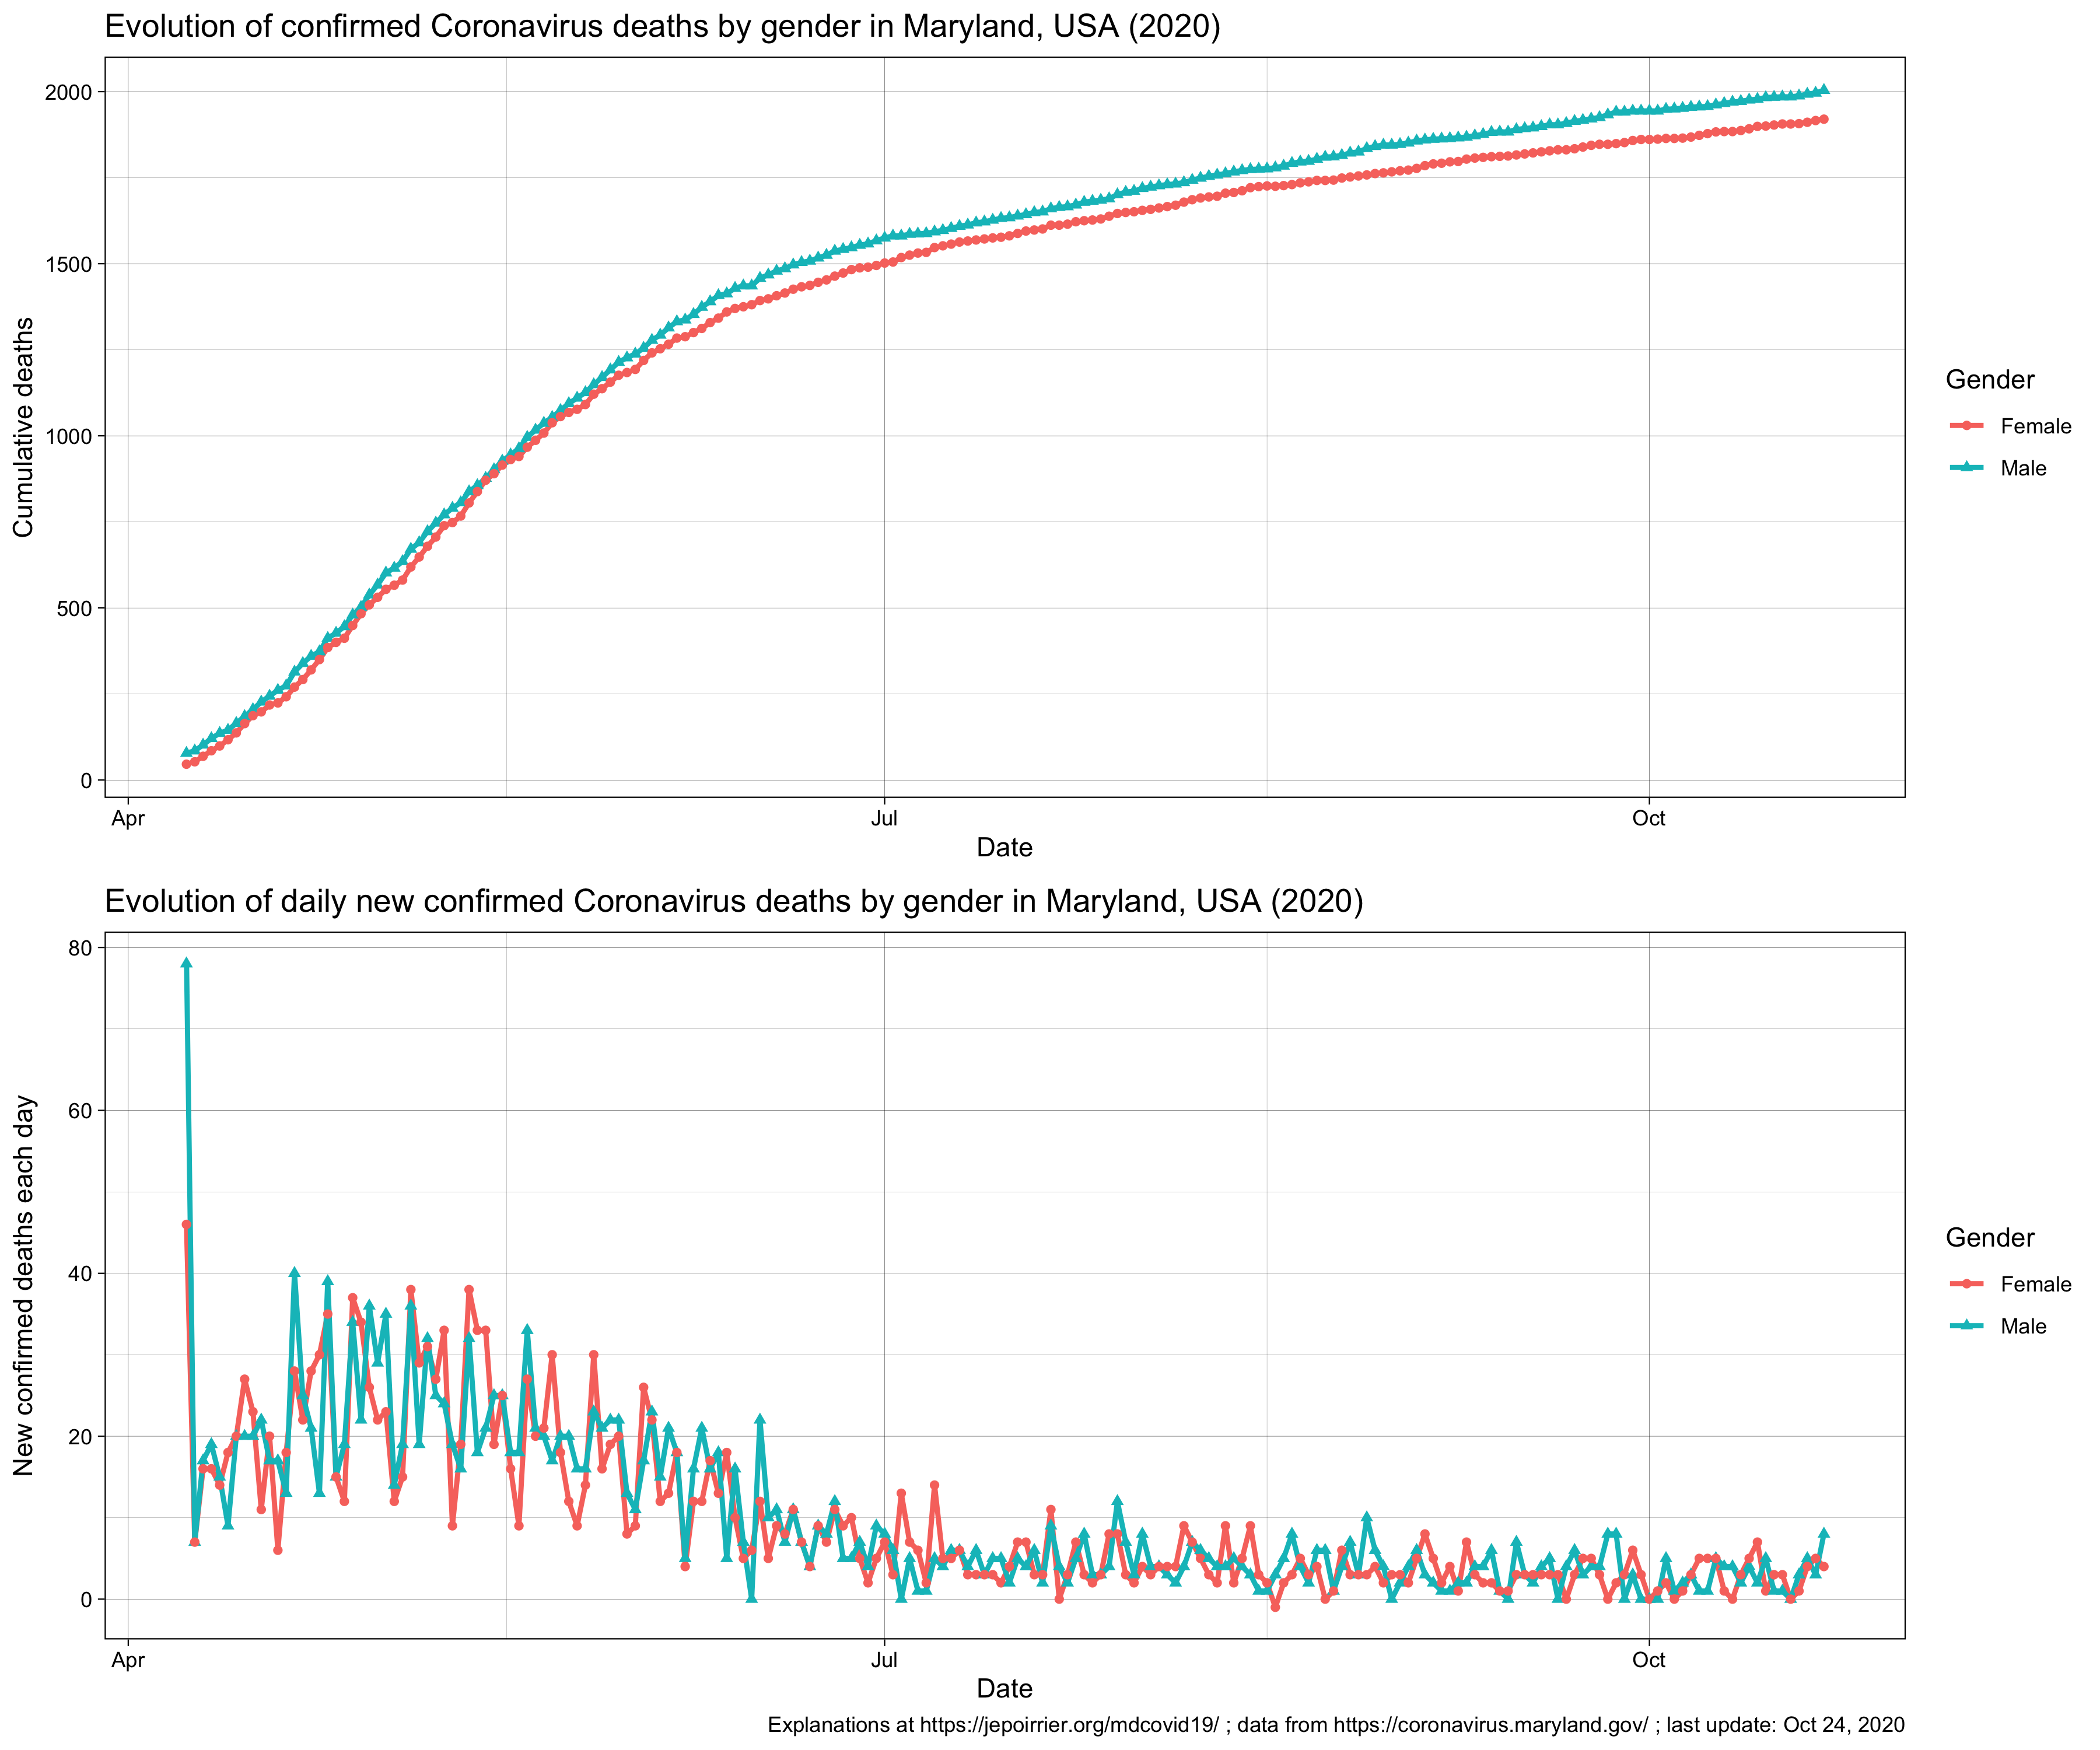 Evolution of confirmed Coronavirus deaths by gender in Maryland, USA (2020)
2000
1500
1000
500
0
Cumulative deaths
Apr
Jul
Oct
Date
Gender
Female
Male
Evolution of daily new confirmed Coronavirus deaths by gender in Maryland, USA (2020)
80
60
40
20
0
New confirmed deaths each day
Apr
Jul
Oct
Date
Gender
Female
Male
Explanations at https://jepoirrier.org/mdcovid19/ ; data from https://coronavirus.maryland.gov/ ; last update: Oct 24, 2020